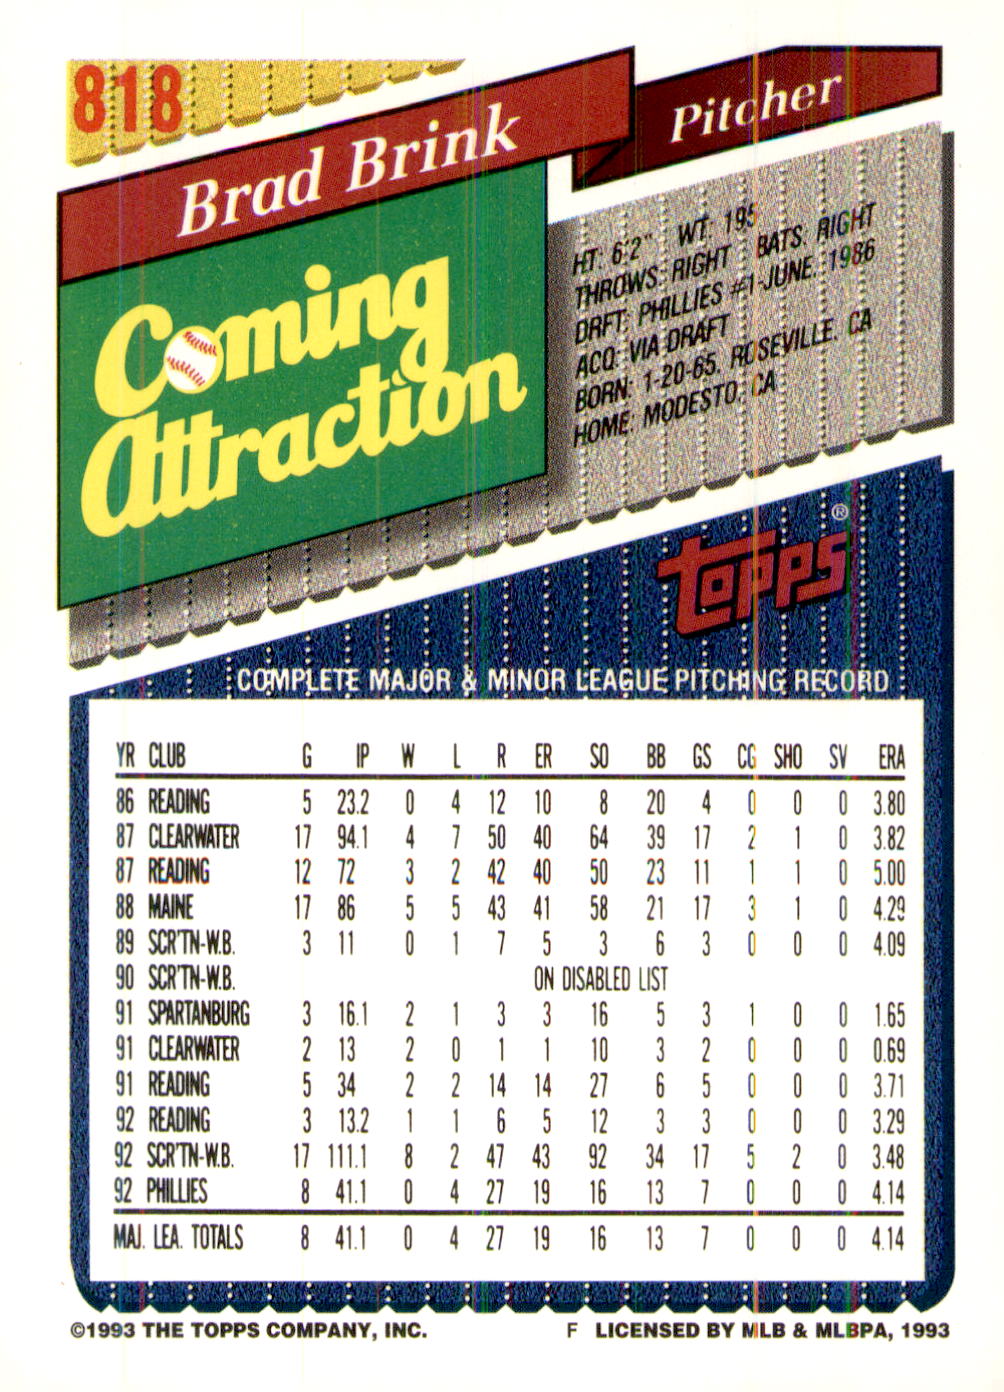 818
Brad Brink
Pitcher
Coming
Attraction
HT: 6'2" WT: 195
THROWS: RIGHT BATS: RIGHT
DRFT: PHILLIES #1-JUNE, 1986
ACQ: VIA DRAFT
BORN: 1-20-65, ROSEVILLE, CA
HOME: MODESTO, CA
topps®
COMPLETE MAJOR & MINOR LEAGUE PITCHING RECORD
YR CLUB G IP W L R ER SO BB GS CG SHO SV ERA
86 READING 5 23.2 0 4 12 10 8 20 4 0 0 0 3.80
87 CLEARWATER 17 94.1 4 7 50 40 64 39 17 2 1 0 3.82
87 READING 12 72 3 2 42 40 50 23 11 1 1 0 5.00
88 MAINE 17 86 5 5 43 41 58 21 17 3 1 0 4.29
89 SCR'TN-W.B. 3 11 0 1 7 5 3 6 3 0 0 0 4.09
90 SCR'TN-W.B. ON DISABLED LIST
91 SPARTANBURG 3 16.1 2 1 3 3 16 5 3 1 0 0 1.65
91 CLEARWATER 2 13 2 0 1 1 10 3 2 0 0 0 0.69
91 READING 5 34 2 2 14 14 27 6 5 0 0 0 3.71
92 READING 3 13.2 1 1 6 5 12 3 3 0 0 0 3.29
92 SCR'TN-W.B. 17 111.1 8 2 47 43 92 34 17 5 2 0 3.48
92 PHILLIES 8 41.1 0 4 27 19 16 13 7 0 0 0 4.14
MAJ. LEA. TOTALS 8 41.1 0 4 27 19 16 13 7 0 0 0 4.14
©1993 THE TOPPS COMPANY, INC. F LICENSED BY MLB & MLBPA, 1993